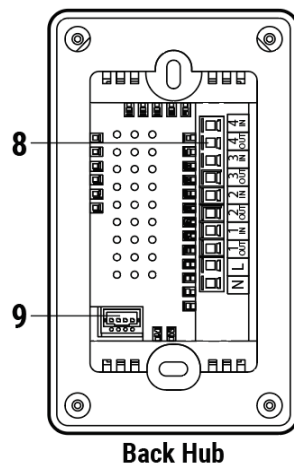 8
9
4 IN
4 OUT
3 IN
3 OUT
2 IN
2 OUT
1 IN
1 OUT
L
N
Back Hub